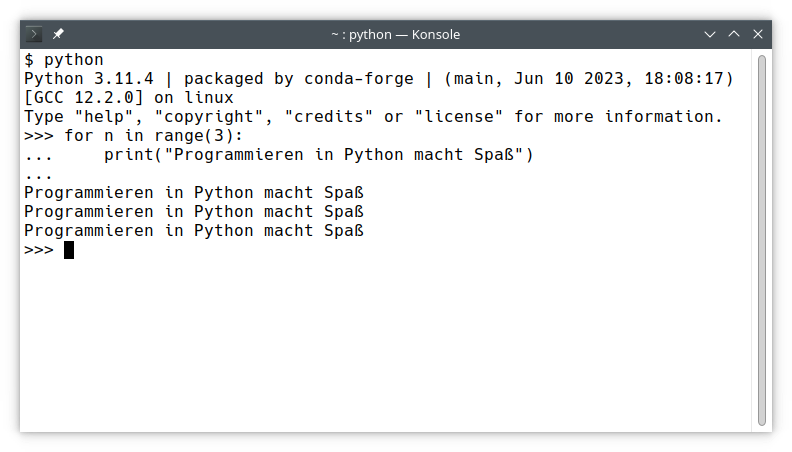 ~ : python — Konsole
$ python
Python 3.11.4 | packaged by conda-forge | (main, Jun 10 2023, 18:08:17)
[GCC 12.2.0] on linux
Type "help", "copyright", "credits" or "license" for more information.
>>> for n in range(3):
...     print("Programmieren in Python macht Spaß")
...
Programmieren in Python macht Spaß
Programmieren in Python macht Spaß
Programmieren in Python macht Spaß
>>>